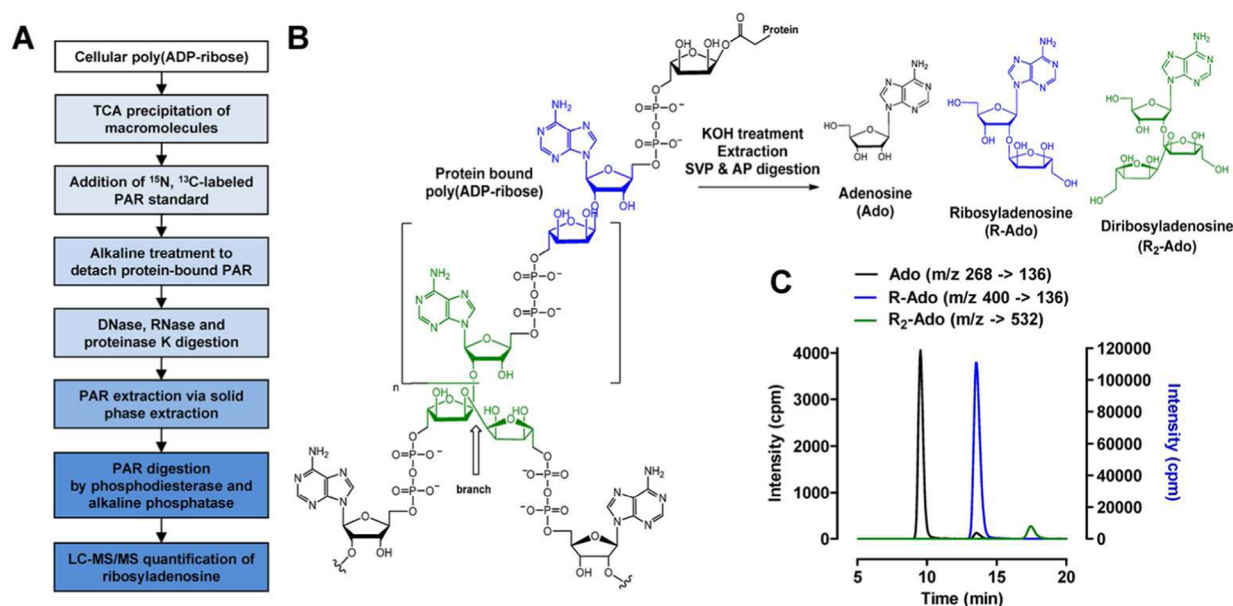 A
Cellular poly(ADP-ribose)
TCA precipitation of
macromolecules
Addition of ¹⁵N, ¹³C-labeled
PAR standard
Alkaline treatment to
detach protein-bound PAR
DNase, RNase and
proteinase K digestion
PAR extraction via solid
phase extraction
PAR digestion
by phosphodiesterase and
alkaline phosphatase
LC-MS/MS quantification of
ribosyladenosine
B
Protein
Protein bound
poly(ADP-ribose)
n
branch
KOH treatment
Extraction
SVP & AP digestion
Adenosine
(Ado)
Ribosyladenosine
(R-Ado)
Diribosyladenosine
(R₂-Ado)
C
Ado (m/z 268 -> 136)
R-Ado (m/z 400 -> 136)
R₂-Ado (m/z -> 532)
Intensity (cpm)
4000
3000
2000
1000
0
120000
100000
80000
60000
40000
20000
0
Intensity (cpm)
5 10 15 20
Time (min)